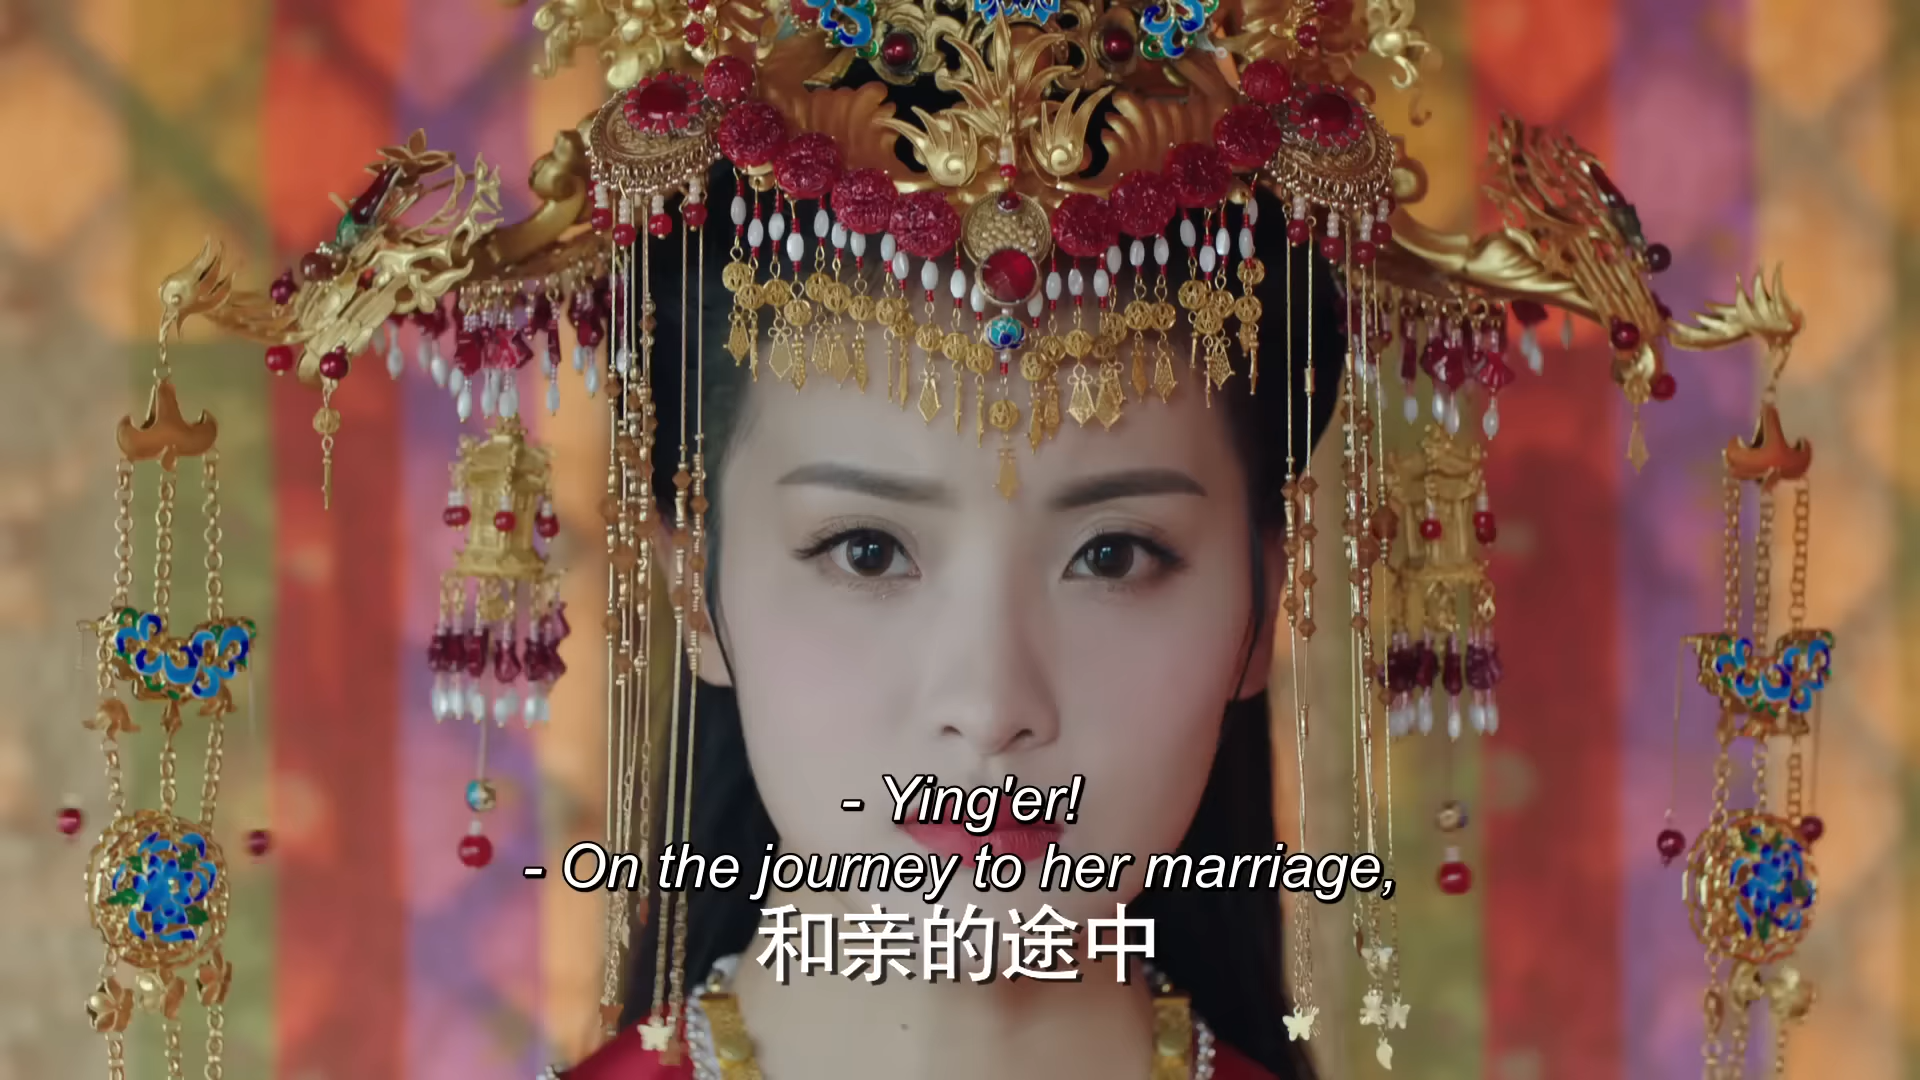 - Ying'er!
- On the journey to her marriage,
和亲的途中